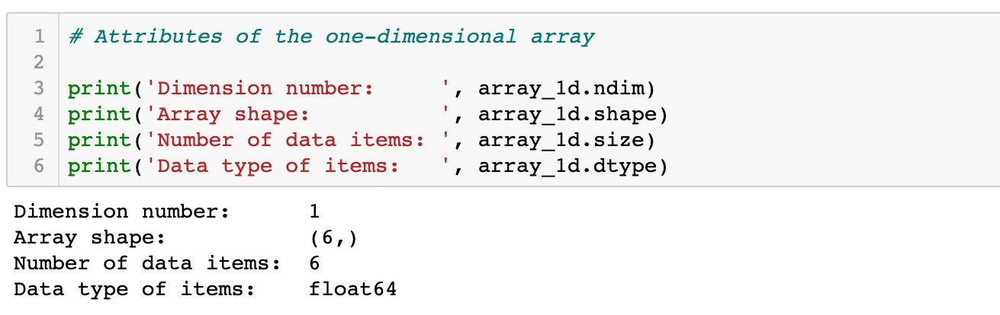 1 # Attributes of the one-dimensional array
2
3 print('Dimension number:     ', array_1d.ndim)
4 print('Array shape:          ', array_1d.shape)
5 print('Number of data items: ', array_1d.size)
6 print('Data type of items:   ', array_1d.dtype)
Dimension number:      1
Array shape:           (6,)
Number of data items:  6
Data type of items:    float64